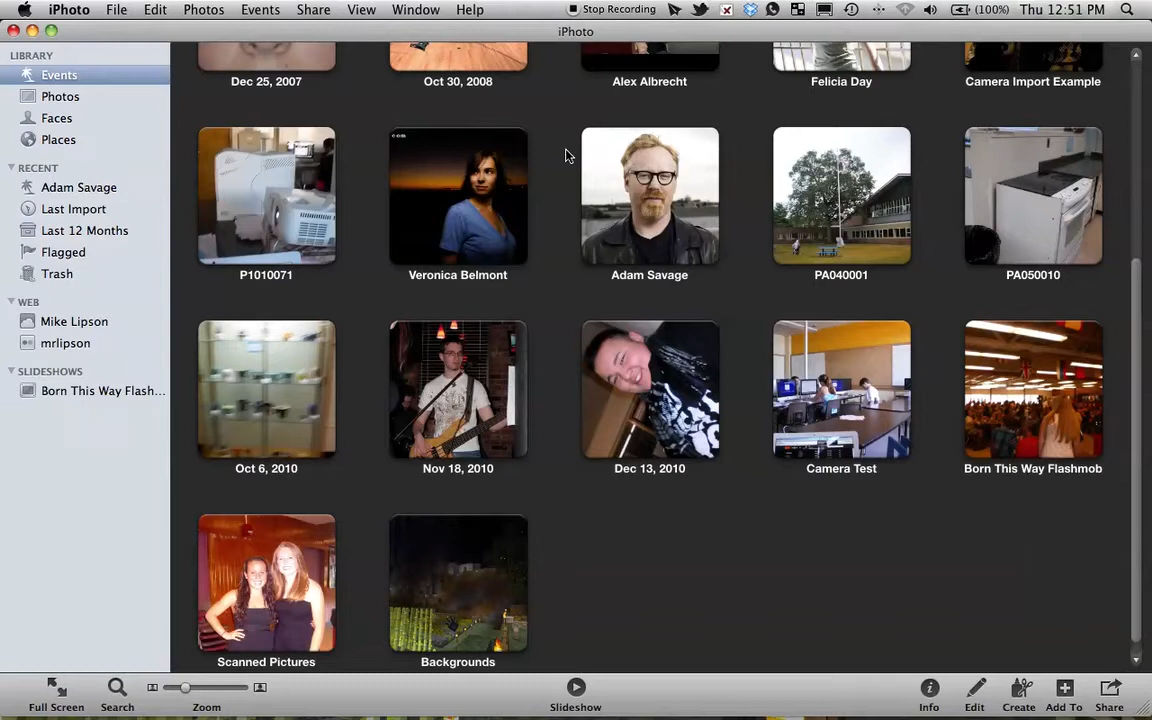 iPhoto File Edit Photos Events Share View Window Help Stop Recording (100%) Thu 12:51 PM
iPhoto
LIBRARY
Events
Photos
Faces
Places
RECENT
Adam Savage
Last Import
Last 12 Months
Flagged
Trash
WEB
Mike Lipson
mrlipson
SLIDESHOWS
Born This Way Flash...
Dec 25, 2007 Oct 30, 2008 Alex Albrecht Felicia Day Camera Import Example
P1010071 Veronica Belmont Adam Savage PA040001 PA050010
Oct 6, 2010 Nov 18, 2010 Dec 13, 2010 Camera Test Born This Way Flashmob
Scanned Pictures Backgrounds
Full Screen Search Zoom Slideshow Info Edit Create Add To Share